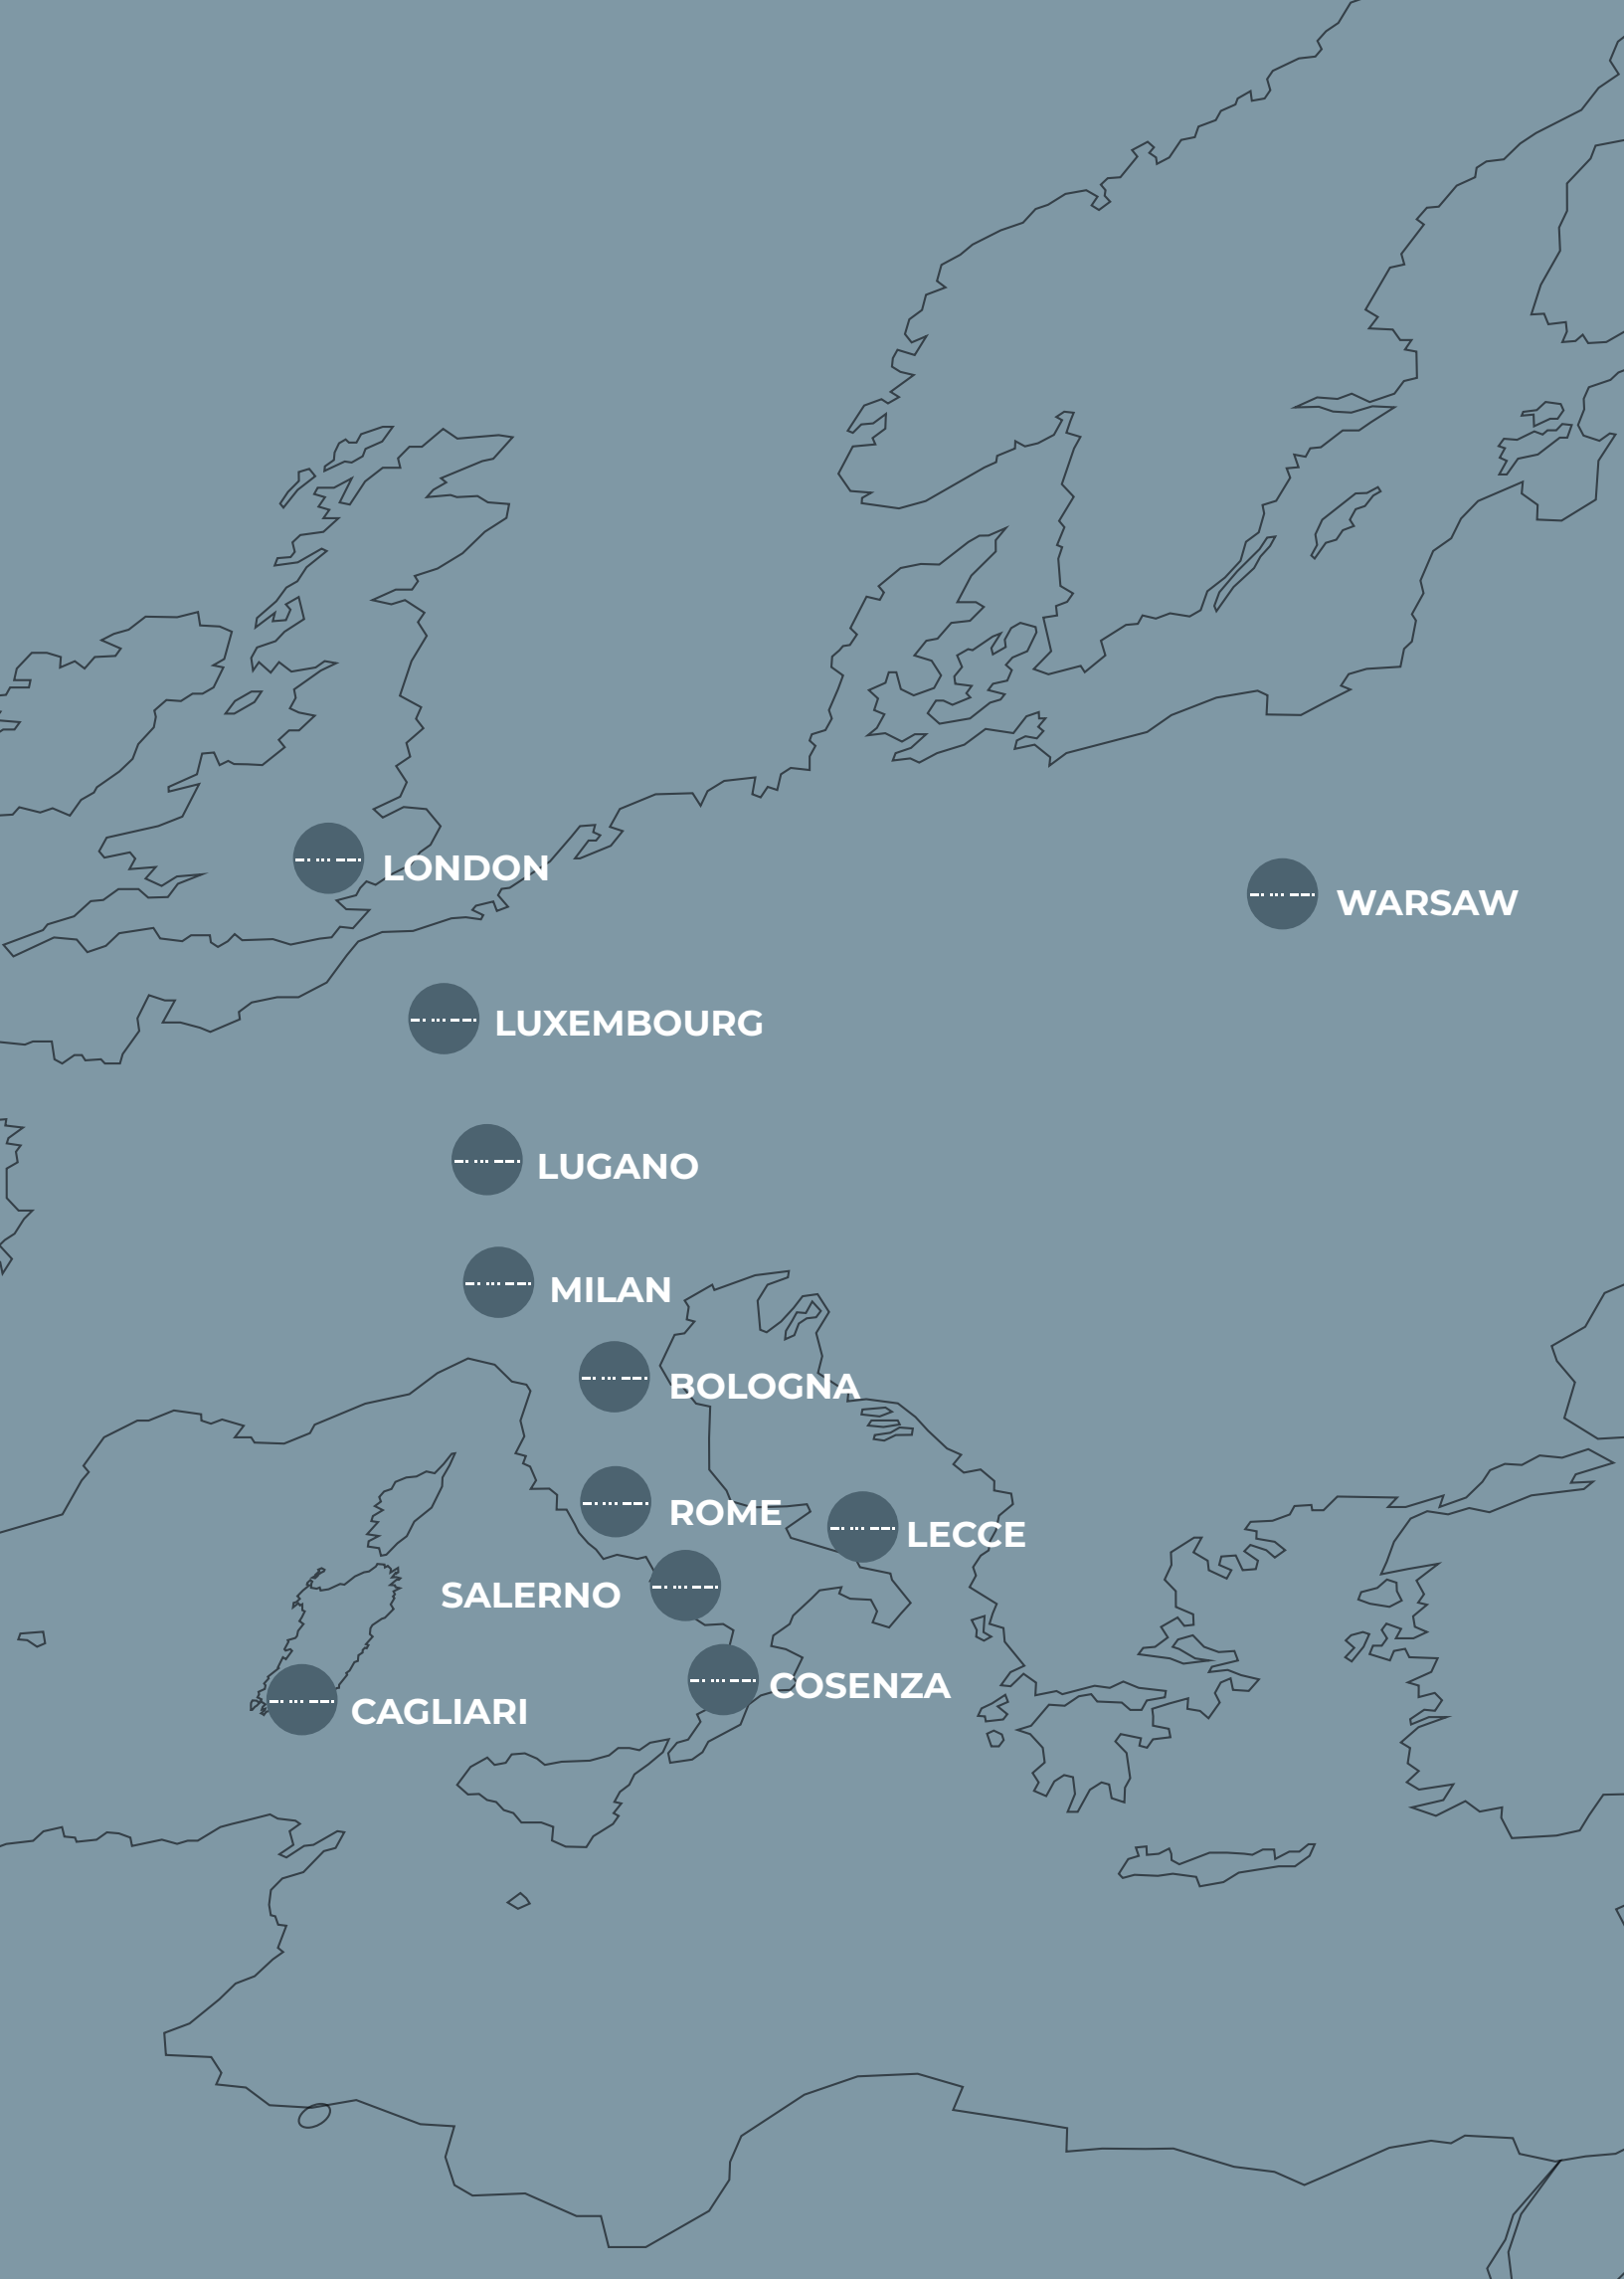 LONDON
WARSAW
LUXEMBOURG
LUGANO
MILAN
BOLOGNA
ROME
LECCE
SALERNO
COSENZA
CAGLIARI